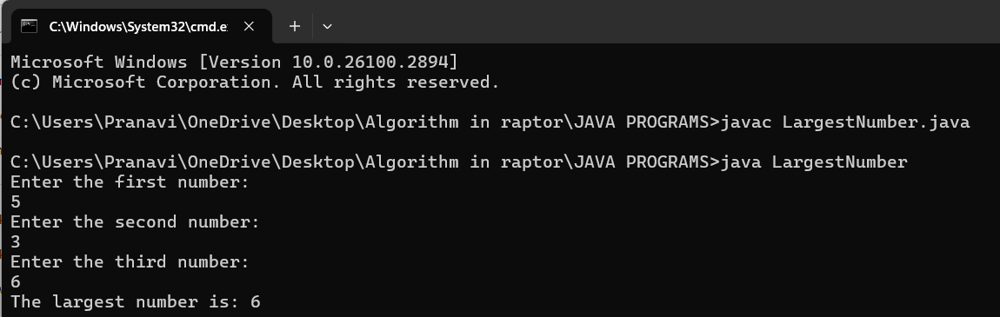 C:\Windows\System32\cmd.e
Microsoft Windows [Version 10.0.26100.2894]
(c) Microsoft Corporation. All rights reserved.
C:\Users\Pranavi\OneDrive\Desktop\Algorithm in raptor\JAVA PROGRAMS>javac LargestNumber.java
C:\Users\Pranavi\OneDrive\Desktop\Algorithm in raptor\JAVA PROGRAMS>java LargestNumber
Enter the first number:
5
Enter the second number:
3
Enter the third number:
6
The largest number is: 6